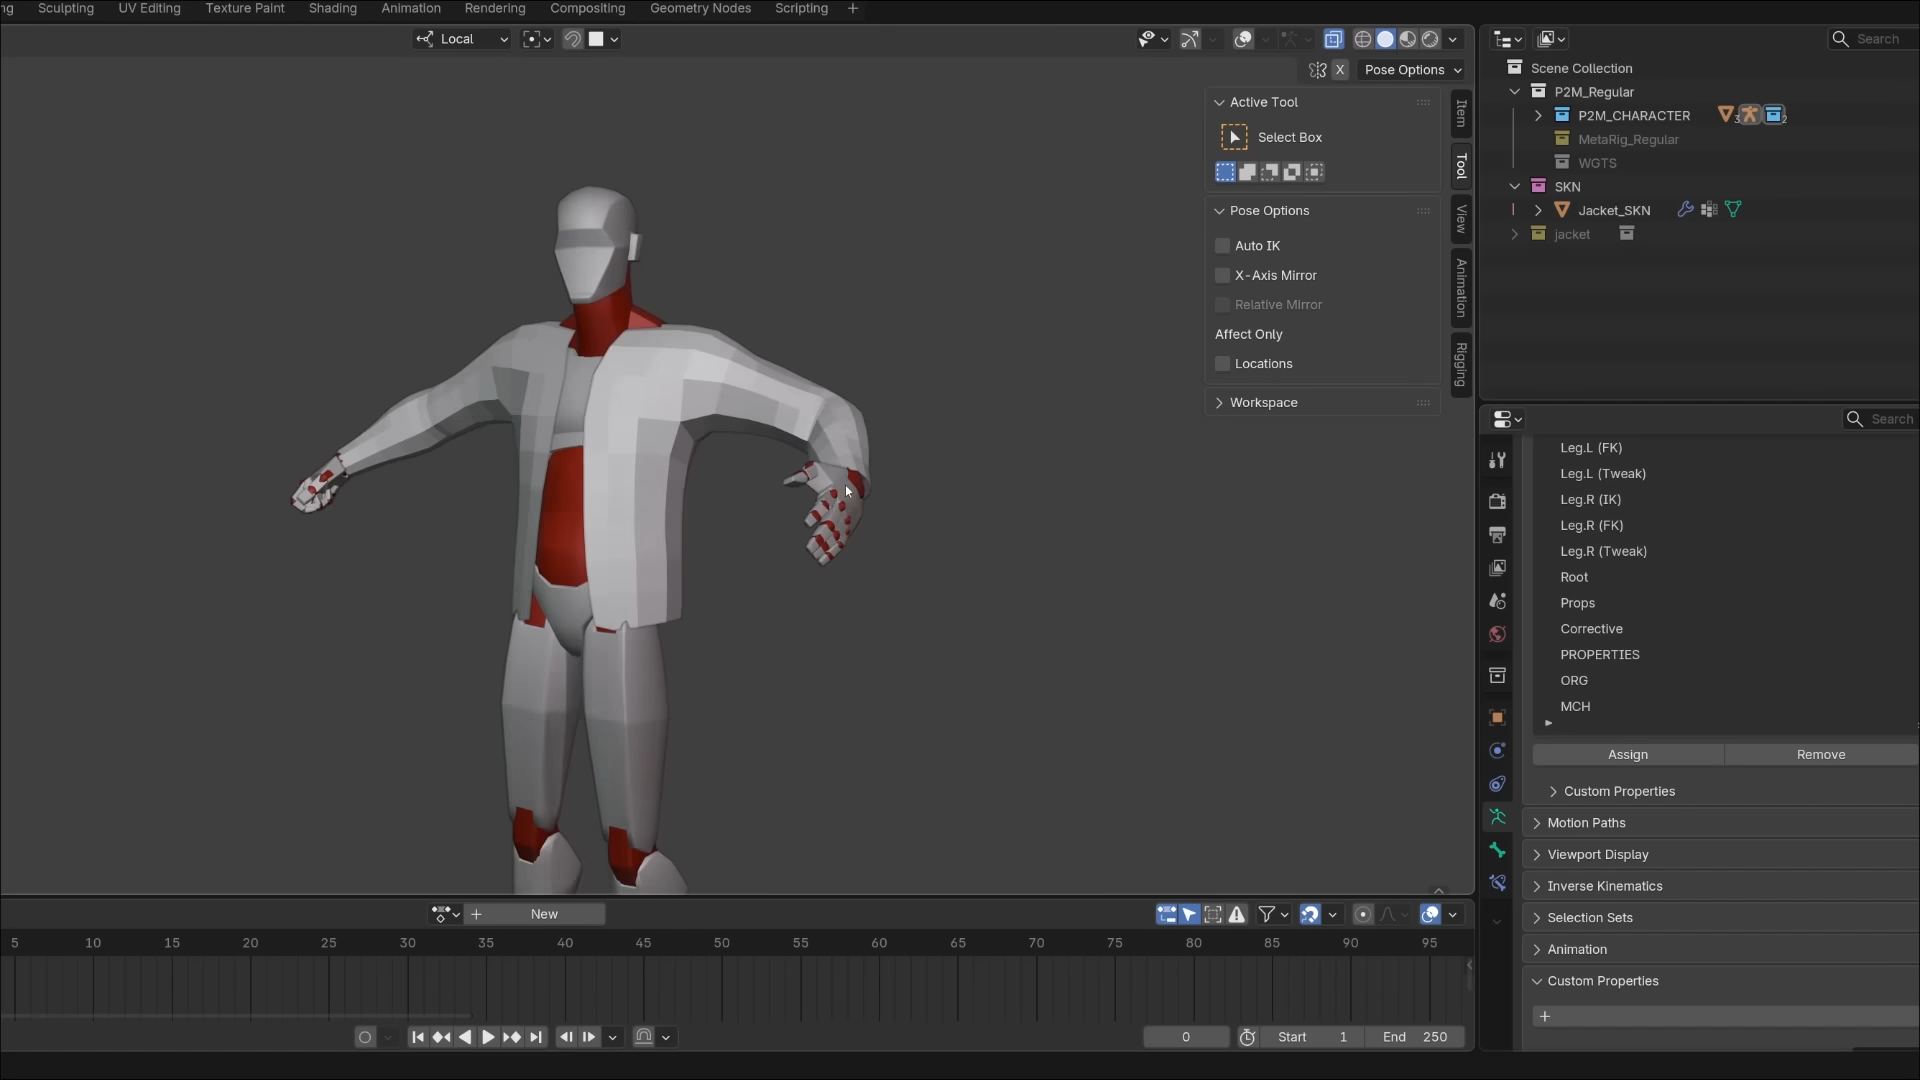 ng Sculpting UV Editing Texture Paint Shading Animation Rendering Compositing Geometry Nodes Scripting +
Local
X Pose Options
Active Tool
Select Box
Pose Options
Auto IK
X-Axis Mirror
Relative Mirror
Affect Only
Locations
Workspace
Item
Tool
View
Animation
Rigging
Search
Scene Collection
P2M_Regular
P2M_CHARACTER 3 2
MetaRig_Regular
WGTS
SKN
Jacket_SKN
jacket
Search
Leg.L (FK)
Leg.L (Tweak)
Leg.R (IK)
Leg.R (FK)
Leg.R (Tweak)
Root
Props
Corrective
PROPERTIES
ORG
MCH
Assign Remove
Custom Properties
Motion Paths
Viewport Display
Inverse Kinematics
Selection Sets
Animation
Custom Properties
+
+ New
5 10 15 20 25 30 35 40 45 50 55 60 65 70 75 80 85 90 95
0 Start 1 End 250